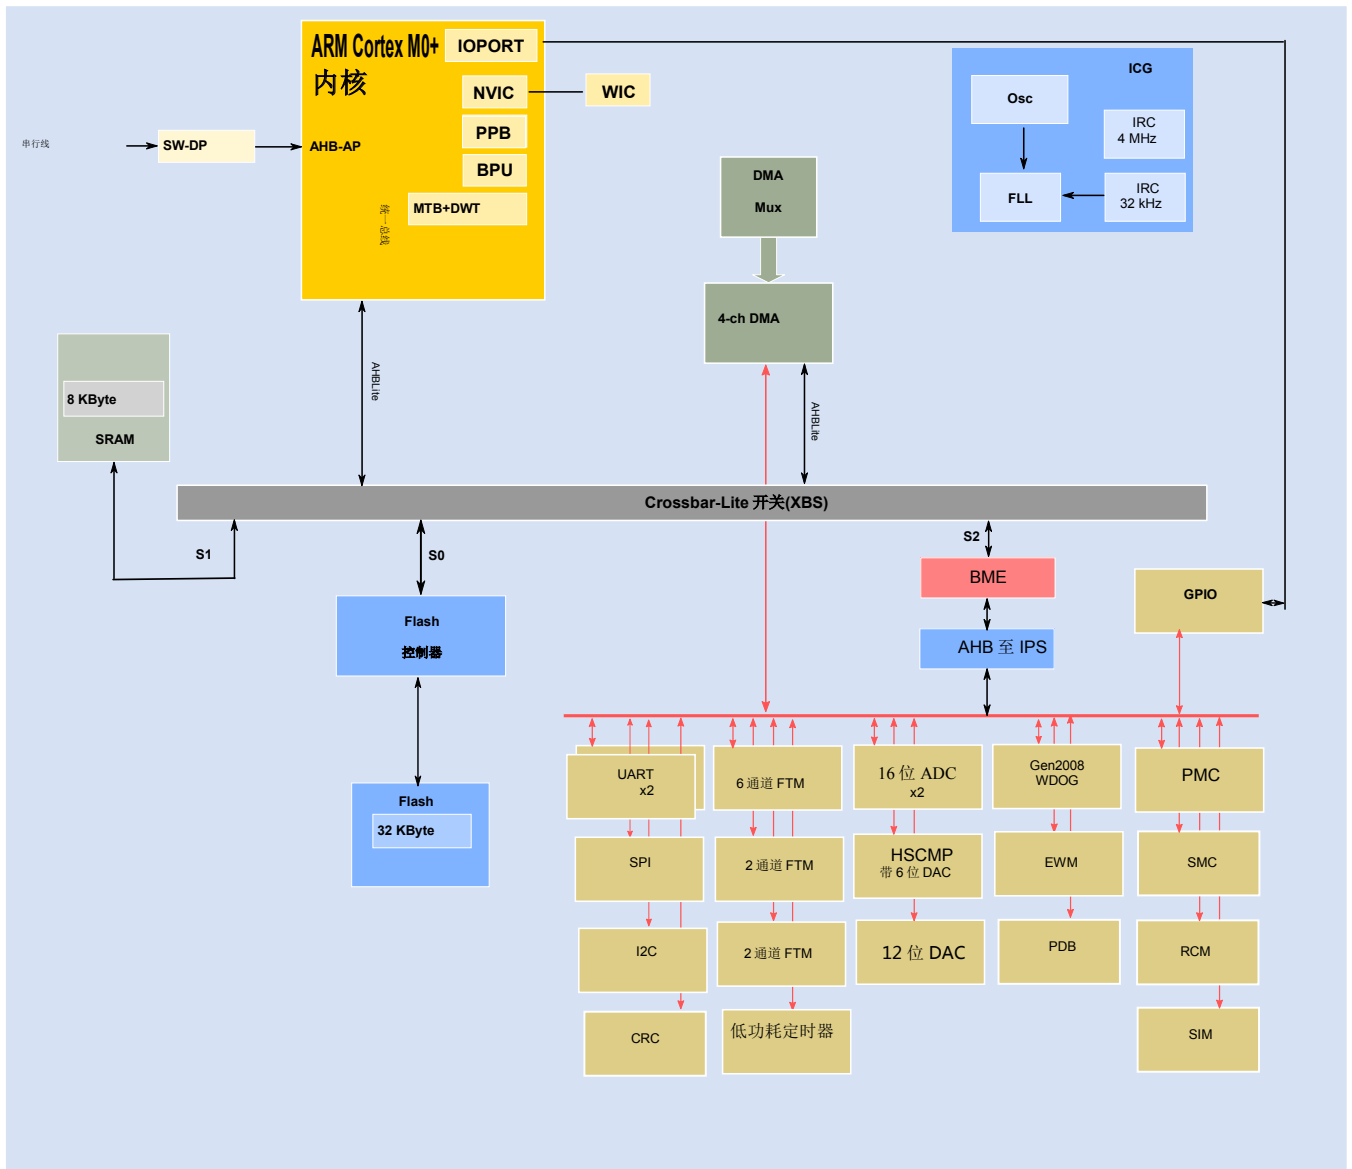 ARM Cortex M0+
内核
IOPORT
NVIC
WIC
PPB
BPU
MTB+DWT
统一总线
AHB-AP
串行线
SW-DP
ICG
Osc
IRC
4 MHz
FLL
IRC
32 kHz
DMA
Mux
4-ch DMA
AHBLite
AHBLite
8 KByte
SRAM
Crossbar-Lite 开关(XBS)
S1
S0
S2
BME
AHB 至 IPS
GPIO
Flash
控制器
Flash
32 KByte
UART
x2
6 通道 FTM
16 位 ADC
x2
Gen2008
WDOG
PMC
SPI
2 通道 FTM
HSCMP
带 6 位 DAC
EWM
SMC
I2C
2 通道 FTM
12 位 DAC
PDB
RCM
CRC
低功耗定时器
SIM